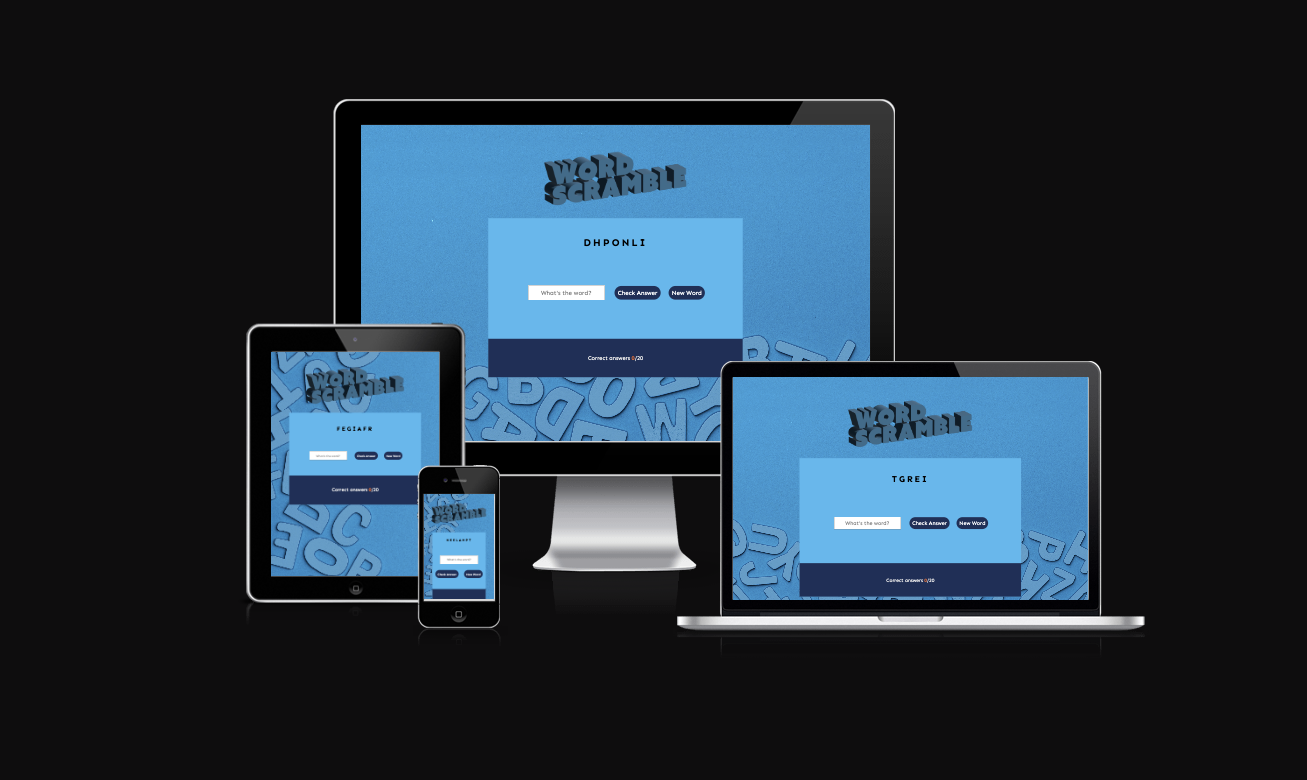 WORD
SCRAMBLE
DHPONLI
What's the word? Check Answer New Word
Correct answers 0/20
WORD
SCRAMBLE
FEGIAFR
What's the word? Check Answer New Word
Correct answers 0/20
WORD
SCRAMBLE
What's the word?
Check Answer New Word
WORD
SCRAMBLE
TGREI
What's the word? Check Answer New Word
Correct answers 0/20